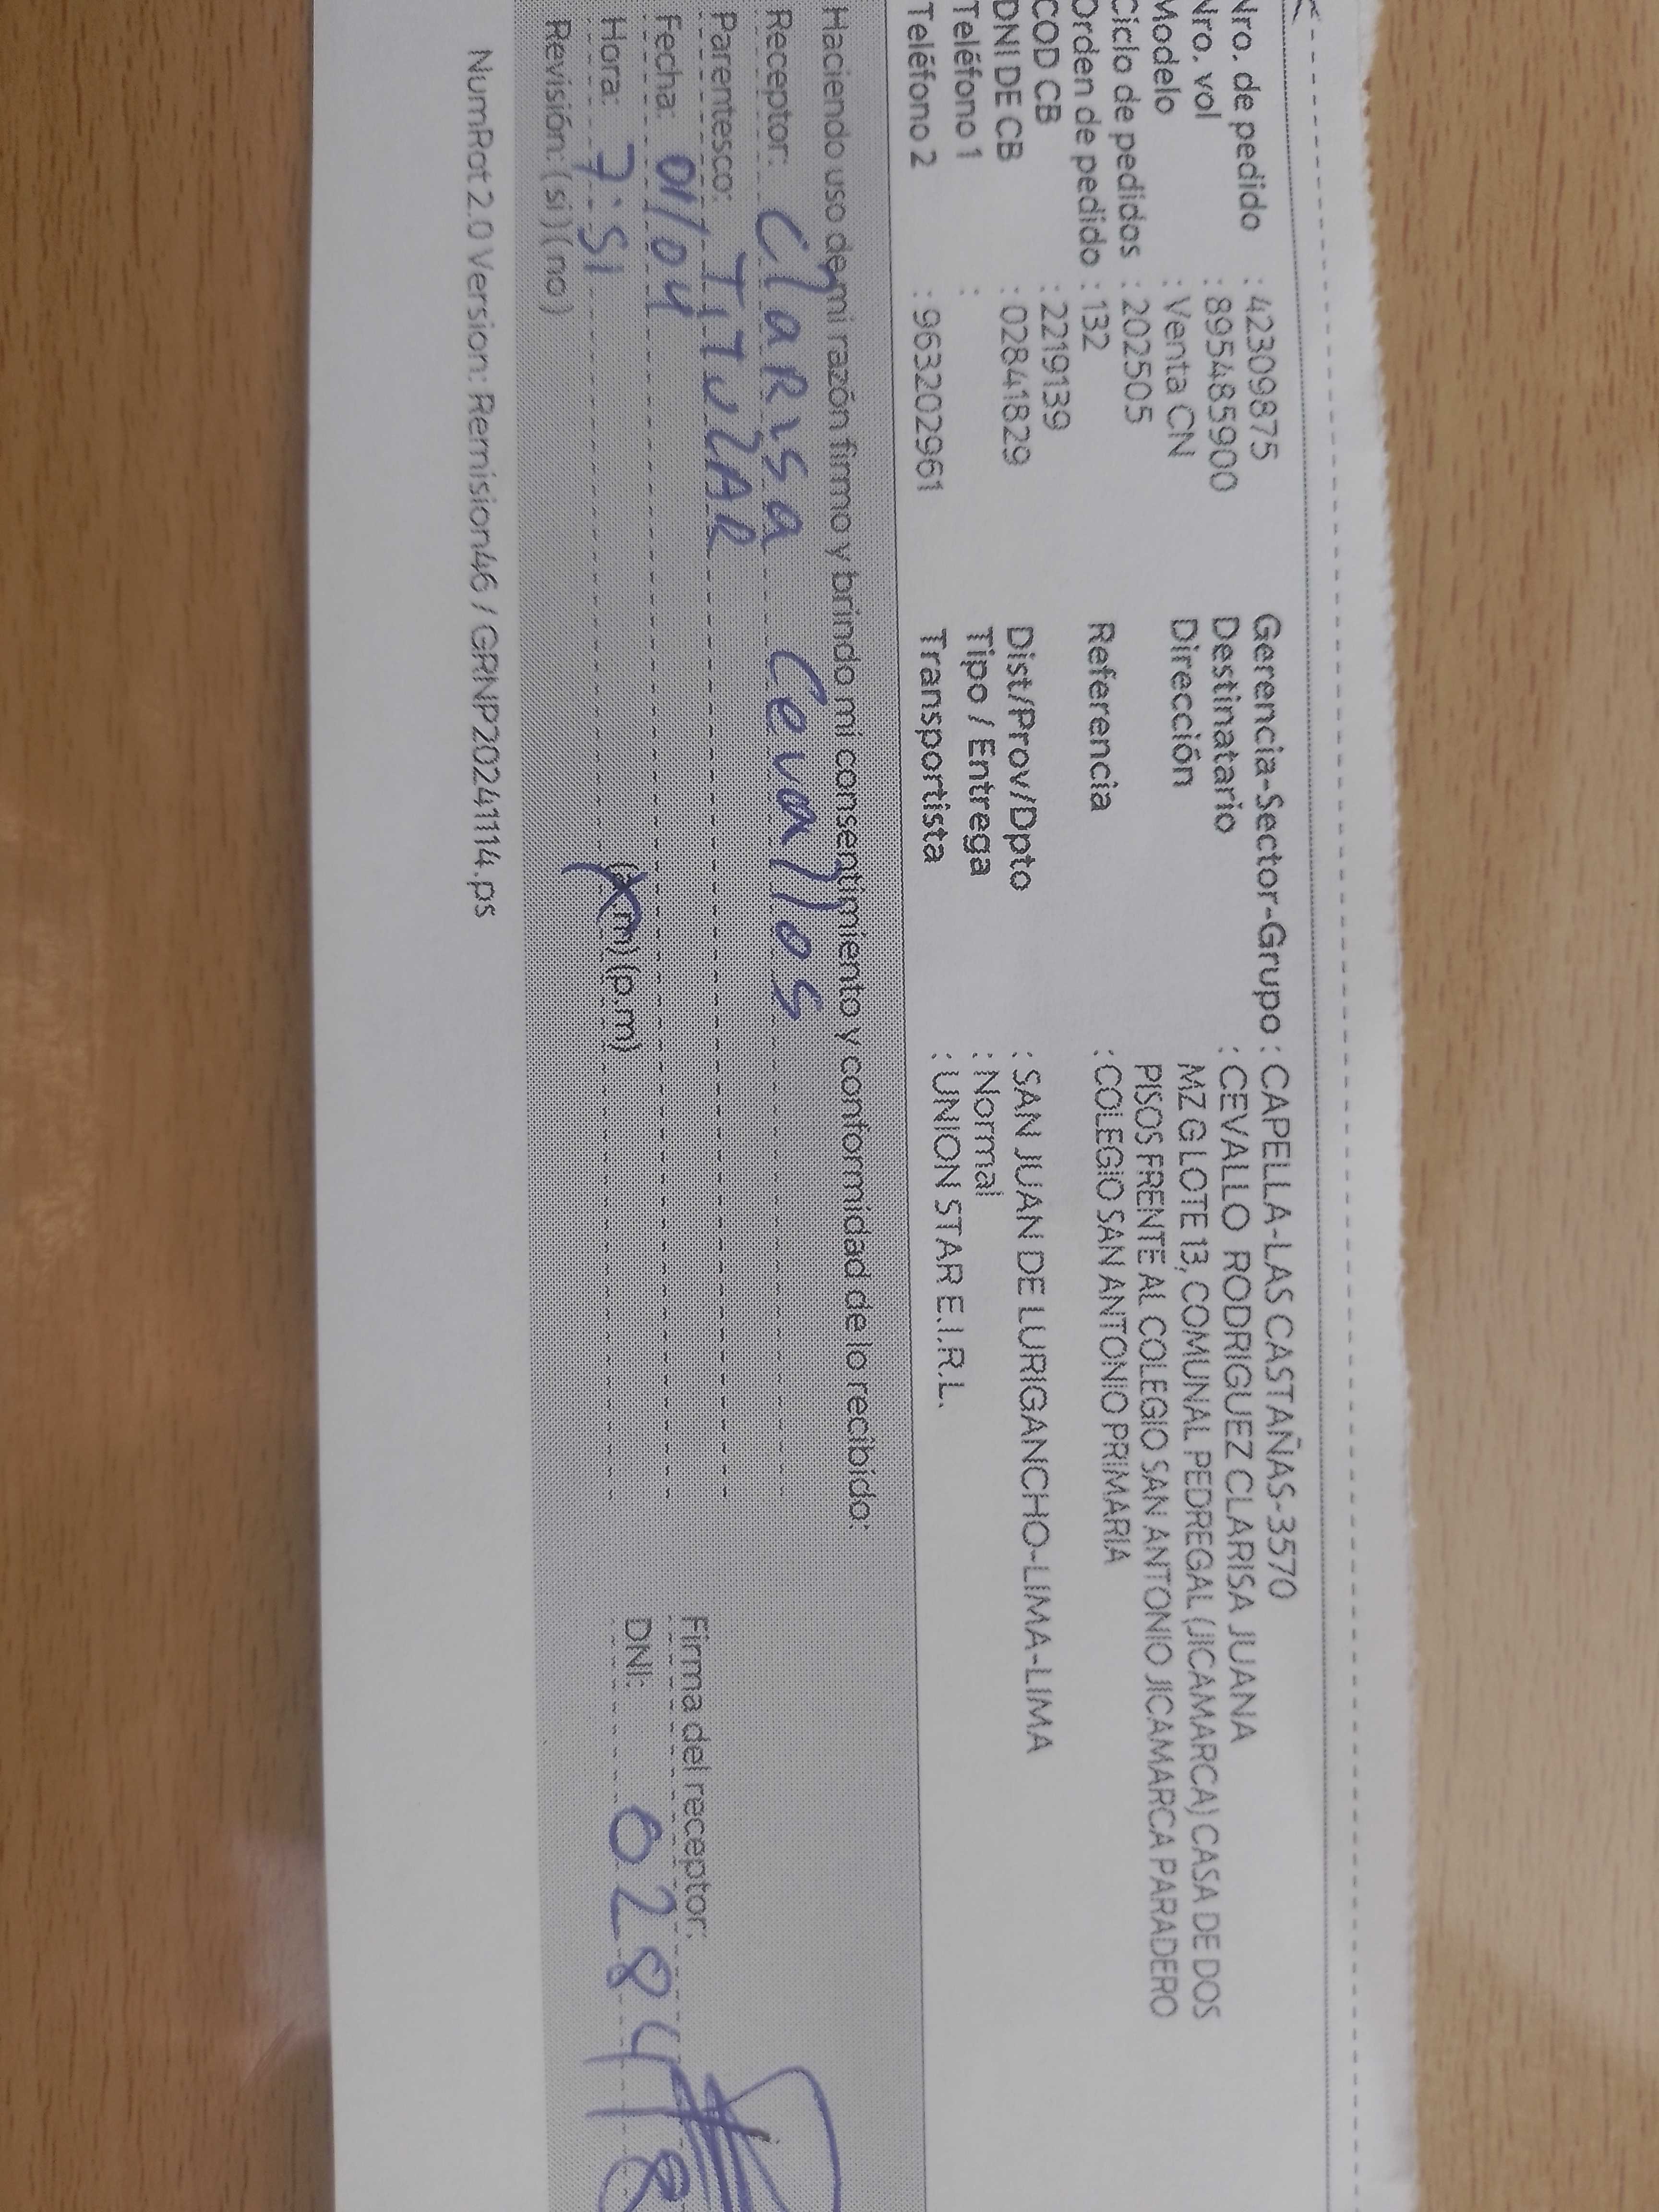 Nro. de pedido : 42309875
Nro. vol : 895485900
Modelo : Venta CN
Ciclo de pedidos : 202505
Orden de pedido : 132
COD CB : 2219139
DNI DE CB : 02841829
Teléfono 1 :
Teléfono 2 : 963202961
Gerencia-Sector-Grupo : CAPELLA-LAS CASTAÑAS-3570
Destinatario : CEVALLO RODRIGUEZ CLARISA JUANA
Dirección MZ G LOTE 13, COMUNAL PEDREGAL (JICAMARCA) CASA DE DOS
PISOS FRENTE AL COLEGIO SAN ANTONIO JICAMARCA PARADERO
Referencia : COLEGIO SAN ANTONIO PRIMARIA
Dist/Prov/Dpto : SAN JUAN DE LURIGANCHO-LIMA-LIMA
Tipo / Entrega : Normal
Transportista : UNION STAR E.I.R.L.
Haciendo uso de mi razón firmo y brindo mi consentimiento y conformidad de lo recibido:
Receptor: Clarisa Cevallos
Parentesco: TiTulAR
Fecha: 01/04
Hora: 7:51 (a.m) (p.m)
Revisión: (si) (no)
Firma del receptor:
DNI: 028418
NumRot 2.0 Version: Remision46 / GRNP20241114.ps